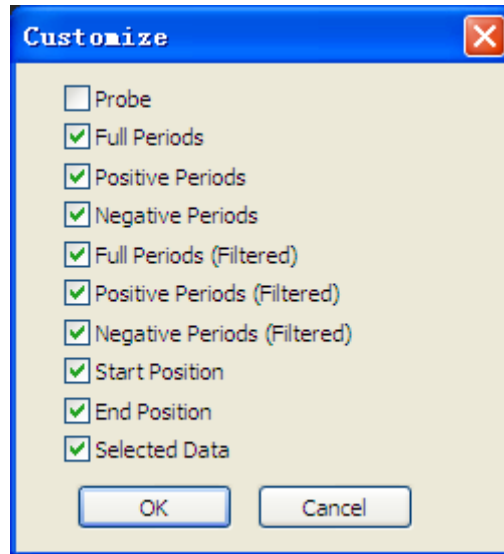 Customize
Probe
Full Periods
Positive Periods
Negative Periods
Full Periods (Filtered)
Positive Periods (Filtered)
Negative Periods (Filtered)
Start Position
End Position
Selected Data
OK Cancel